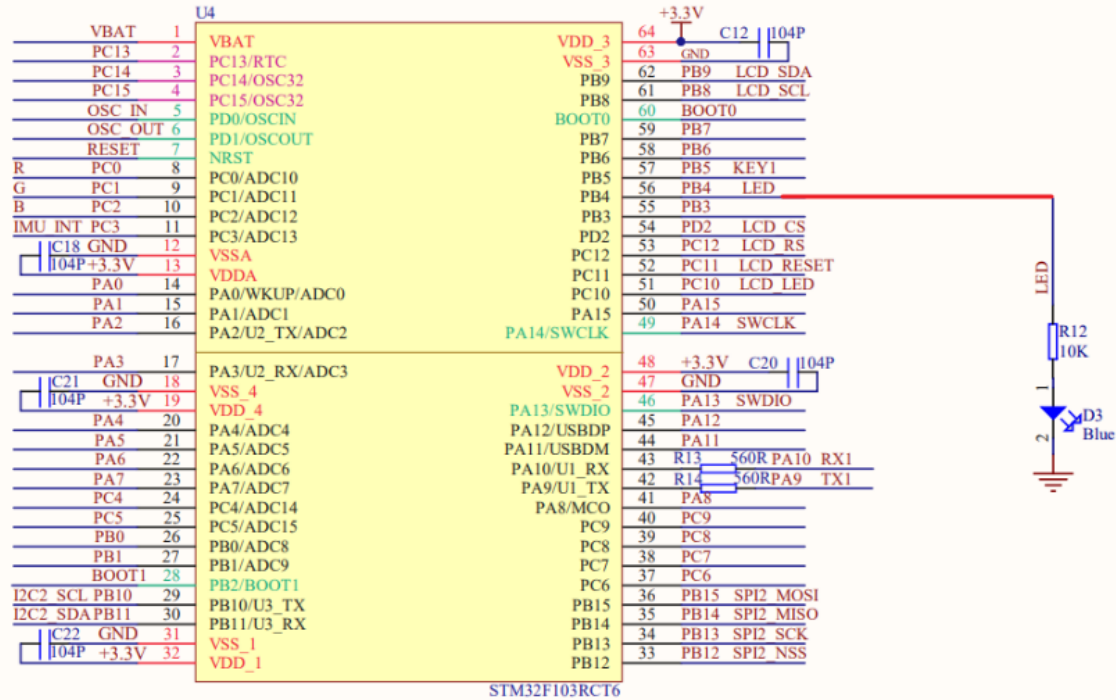 U4
+3.3V
VBAT 1 VBAT VDD_3 64 C12 104P
PC13 2 PC13/RTC VSS_3 63 GND
PC14 3 PC14/OSC32 PB9 62 PB9 LCD_SDA
PC15 4 PC15/OSC32 PB8 61 PB8 LCD_SCL
OSC_IN 5 PD0/OSCIN BOOT0 60 BOOT0
OSC_OUT 6 PD1/OSCOUT PB7 59 PB7
RESET 7 NRST PB6 58 PB6
R PC0 8 PC0/ADC10 PB5 57 PB5 KEY1
G PC1 9 PC1/ADC11 PB4 56 PB4 LED
B PC2 10 PC2/ADC12 PB3 55 PB3
IMU_INT PC3 11 PC3/ADC13 PD2 54 PD2 LCD_CS
C18 GND 12 VSSA PC12 53 PC12 LCD_RS
104P +3.3V 13 VDDA PC11 52 PC11 LCD_RESET
PA0 14 PA0/WKUP/ADC0 PC10 51 PC10 LCD_LED
PA1 15 PA1/ADC1 PA15 50 PA15
PA2 16 PA2/U2_TX/ADC2 PA14/SWCLK 49 PA14 SWCLK
PA3 17 PA3/U2_RX/ADC3 VDD_2 48 +3.3V C20 104P
C21 GND 18 VSS_4 VSS_2 47 GND
104P +3.3V 19 VDD_4 PA13/SWDIO 46 PA13 SWDIO
PA4 20 PA4/ADC4 PA12/USBDP 45 PA12
PA5 21 PA5/ADC5 PA11/USBDM 44 PA11
PA6 22 PA6/ADC6 PA10/U1_RX 43 R13 560R PA10 RX1
PA7 23 PA7/ADC7 PA9/U1_TX 42 R14 560R PA9 TX1
PC4 24 PC4/ADC14 PA8/MCO 41 PA8
PC5 25 PC5/ADC15 PC9 40 PC9
PB0 26 PB0/ADC8 PC8 39 PC8
PB1 27 PB1/ADC9 PC7 38 PC7
BOOT1 28 PB2/BOOT1 PC6 37 PC6
I2C2_SCL PB10 29 PB10/U3_TX PB15 36 PB15 SPI2_MOSI
I2C2_SDA PB11 30 PB11/U3_RX PB14 35 PB14 SPI2_MISO
C22 GND 31 VSS_1 PB13 34 PB13 SPI2_SCK
104P +3.3V 32 VDD_1 PB12 33 PB12 SPI2_NSS
STM32F103RCT6
LED
R12
10K
1
D3
Blue
2